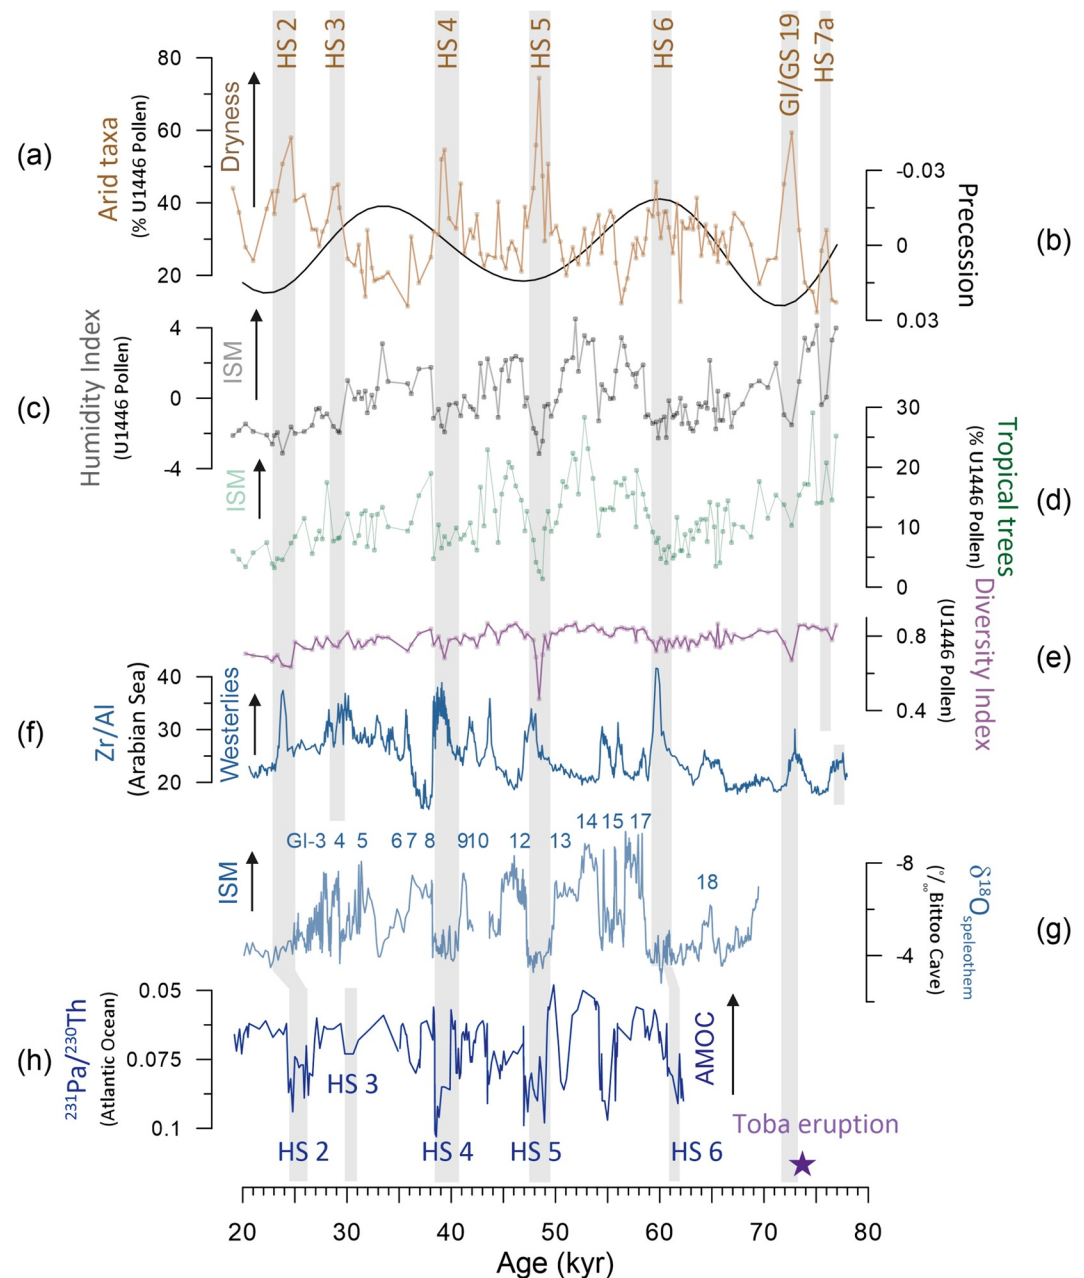 HS 2
HS 3
HS 4
HS 5
HS 6
GI/GS 19
HS 7a
(a)
Arid taxa
(% U1446 Pollen)
Dryness
80
60
40
20
-0.03
0
0.03
Precession
(b)
(c)
Humidity Index
(U1446 Pollen)
ISM
4
0
-4
30
20
10
0
Tropical trees
(% U1446 Pollen)
(d)
ISM
0.8
0.4
Diversity Index
(U1446 Pollen)
(e)
(f)
Zr/Al
(Arabian Sea)
Westerlies
40
30
20
GI-3 4 5 6 7 8 9 10 12 13 14 15 17
18
ISM
-8
-4
δ18Ospeleothem
(°/oo Bittoo Cave)
(g)
(h)
231Pa/230Th
(Atlantic Ocean)
0.05
0.075
0.1
AMOC
HS 3
HS 2
HS 4
HS 5
HS 6
Toba eruption
20 30 40 50 60 70 80
Age (kyr)